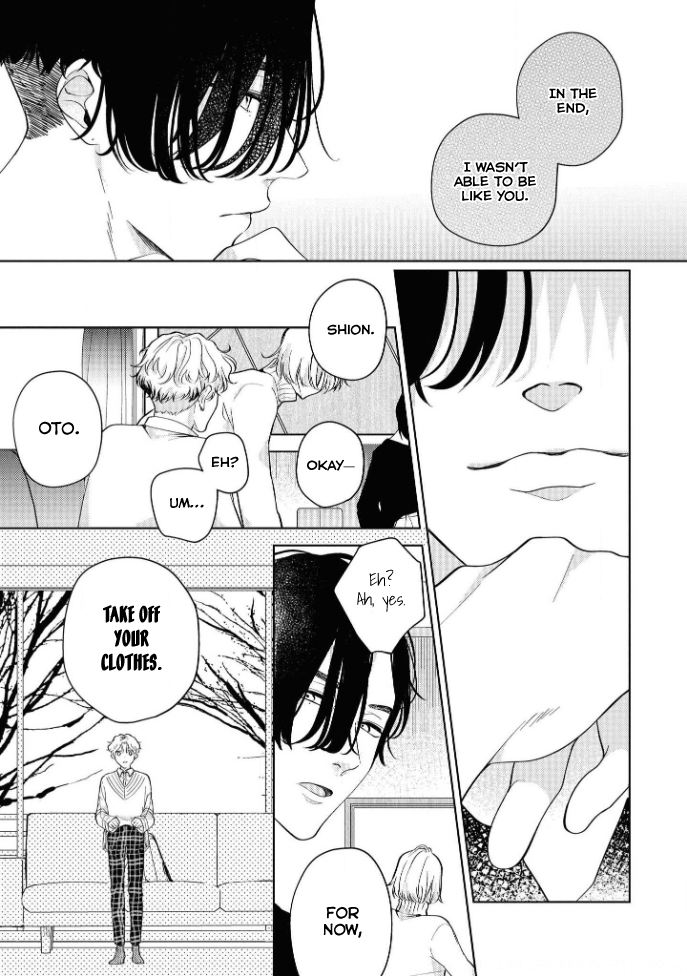 IN THE
END,
I WASN'T
ABLE TO BE
LIKE YOU.
SHION.
OKAY—
EH?
UM...
OTO.
Eh?
Ah, yes.
FOR
NOW,
TAKE OFF
YOUR
CLOTHES.